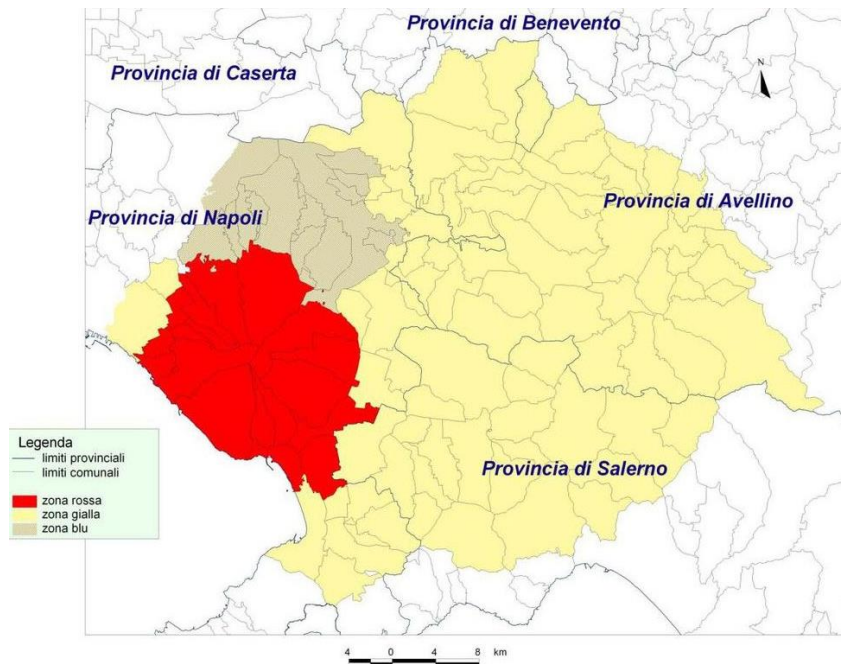 Provincia di Benevento
Provincia di Caserta
N
Provincia di Napoli
Provincia di Avellino
Provincia di Salerno
Legenda
limiti provinciali
limiti comunali
zona rossa
zona gialla
zona blu
4 0 4 8 km